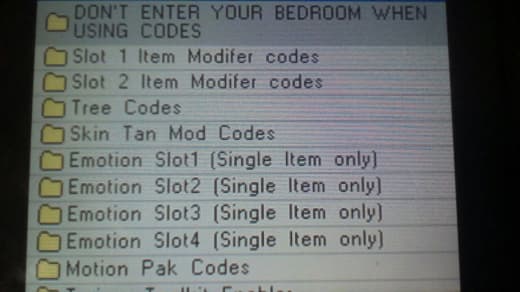 DON'T ENTER YOUR BEDROOM WHEN
USING CODES
Slot 1 Item Modifer codes
Slot 2 Item Modifer codes
Tree Codes
Skin Tan Mod Codes
Emotion Slot1 (Single Item only)
Emotion Slot2 (Single Item only)
Emotion Slot3 (Single Item only)
Emotion Slot4 (Single Item only)
Motion Pak Codes